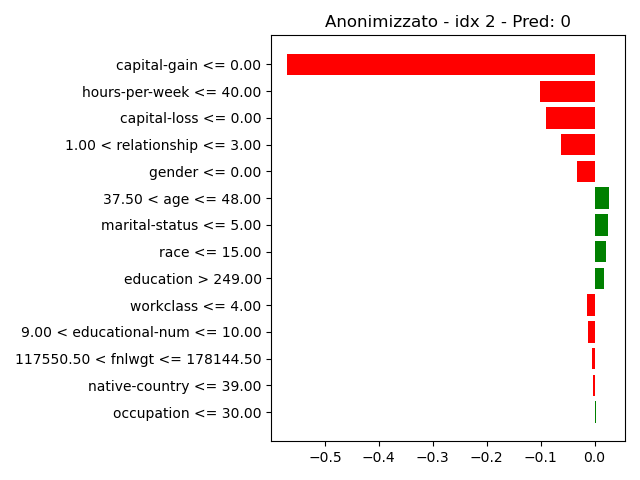 Anonimizzato - idx 2 - Pred: 0
capital-gain <= 0.00
hours-per-week <= 40.00
capital-loss <= 0.00
1.00 < relationship <= 3.00
gender <= 0.00
37.50 < age <= 48.00
marital-status <= 5.00
race <= 15.00
education > 249.00
workclass <= 4.00
9.00 < educational-num <= 10.00
117550.50 < fnlwgt <= 178144.50
native-country <= 39.00
occupation <= 30.00
−0.5 −0.4 −0.3 −0.2 −0.1 0.0